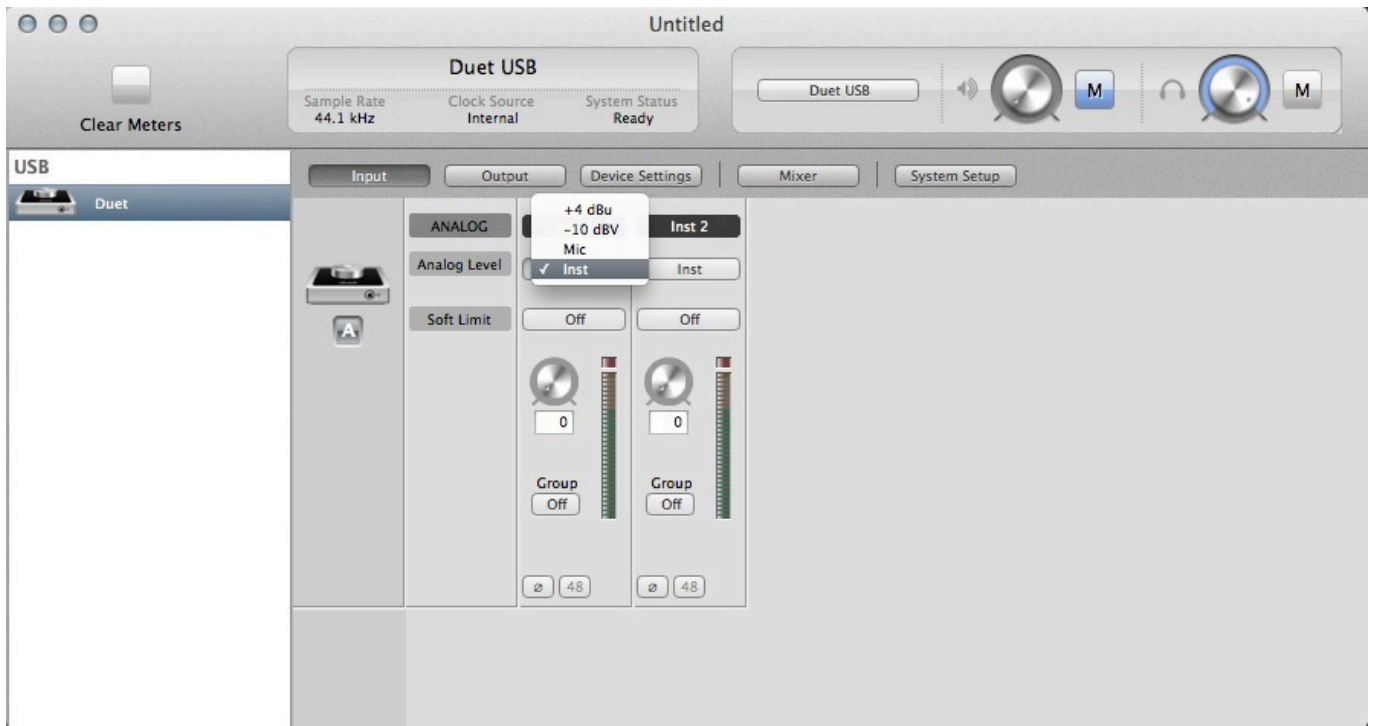 Untitled
Clear Meters
Duet USB
Sample Rate
44.1 kHz
Clock Source
Internal
System Status
Ready
Duet USB
M
M
USB
Duet
Input
Output
Device Settings
Mixer
System Setup
A
ANALOG
Analog Level
Soft Limit
+4 dBu
-10 dBV
Mic
✓ Inst
Inst 2
Inst
Off
Off
0
0
Group
Off
Group
Off
ø
48
ø
48